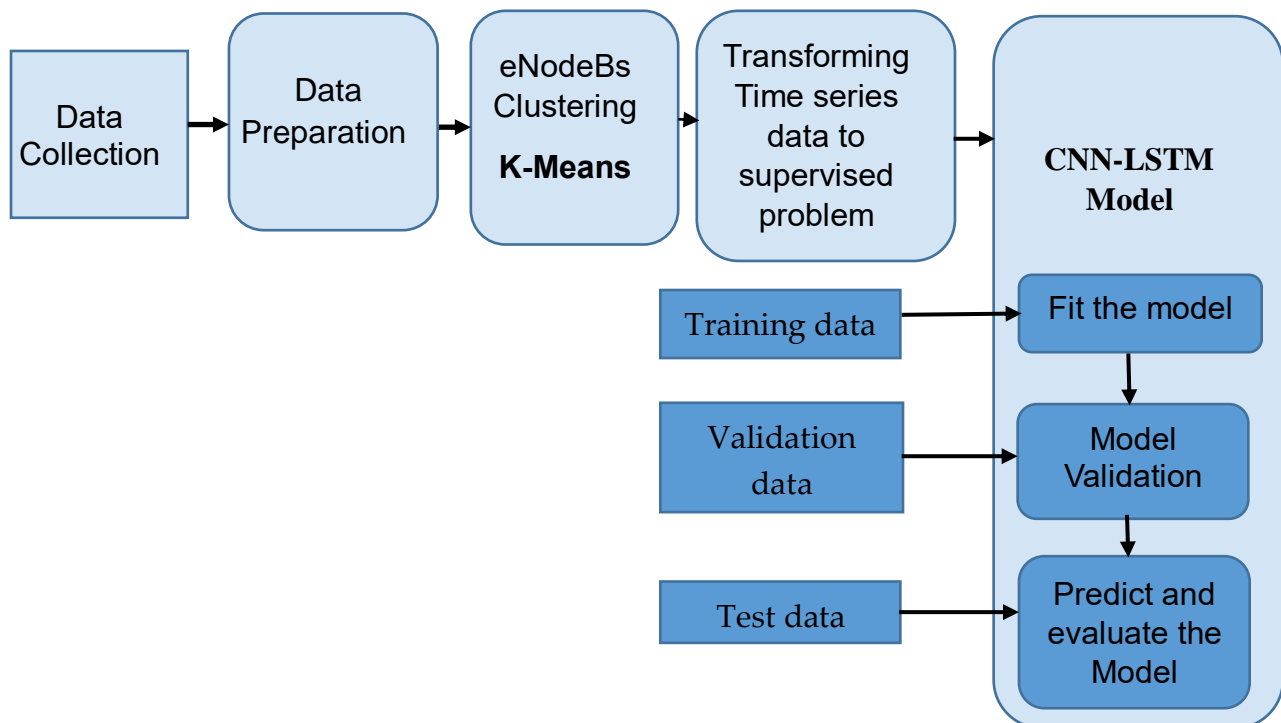 Data
Collection
Data
Preparation
eNodeBs
Clustering
K-Means
Transforming
Time series
data to
supervised
problem
CNN-LSTM
Model
Training data
Fit the model
Validation
data
Model
Validation
Test data
Predict and
evaluate the
Model